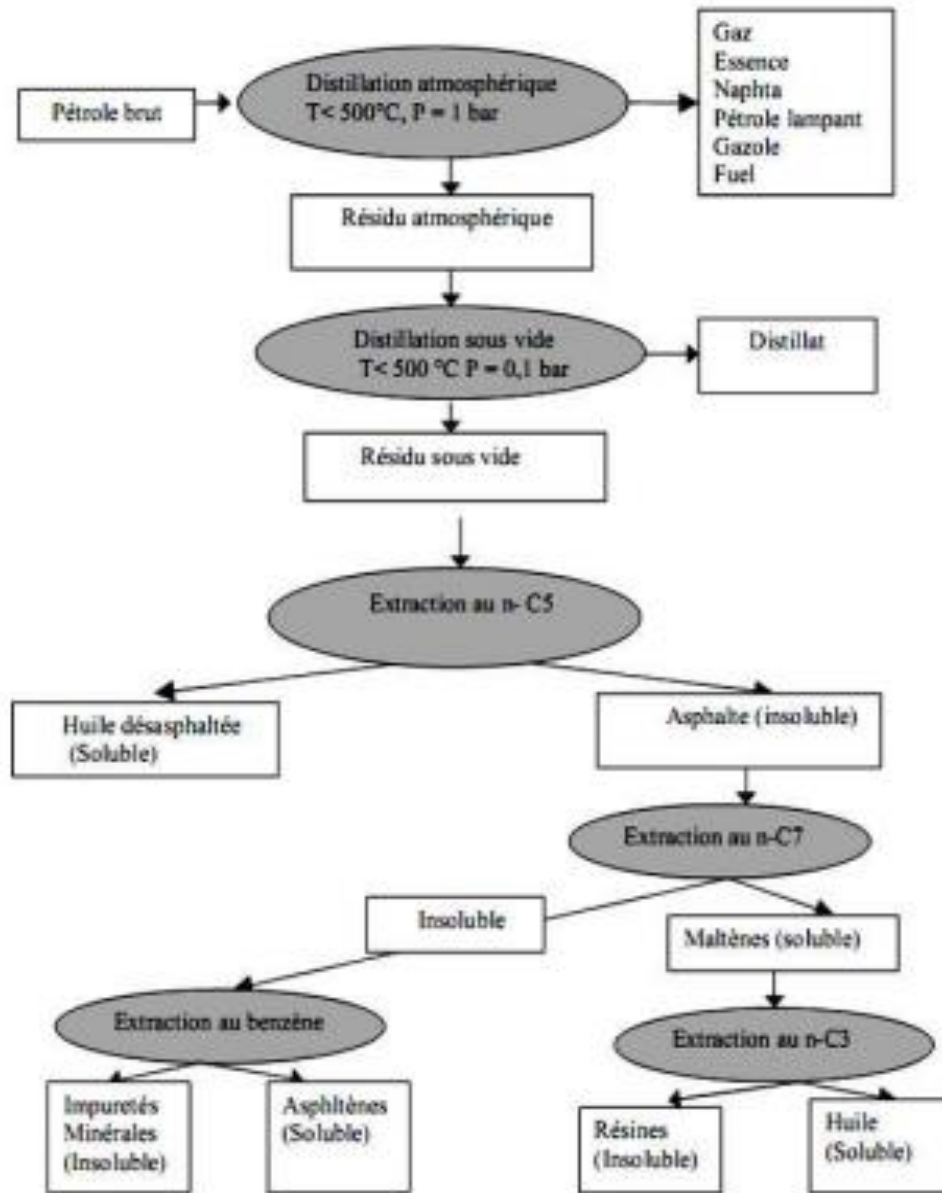 Gaz
Essence
Naphta
Pétrole lampant
Gazole
Fuel
Distillation atmosphérique
T< 500°C, P = 1 bar
Pétrole brut
Résidu atmosphérique
Distillation sous vide
T< 500 °C P = 0,1 bar
Distillat
Résidu sous vide
Extraction au n- C5
Huile désasphaltée
(Soluble)
Asphalte (insoluble)
Extraction au n-C7
Insoluble
Maltènes (soluble)
Extraction au benzène
Extraction au n-C3
Impuretés
Minérales
(Insoluble)
Asphltènes
(Soluble)
Résines
(Insoluble)
Huile
(Soluble)